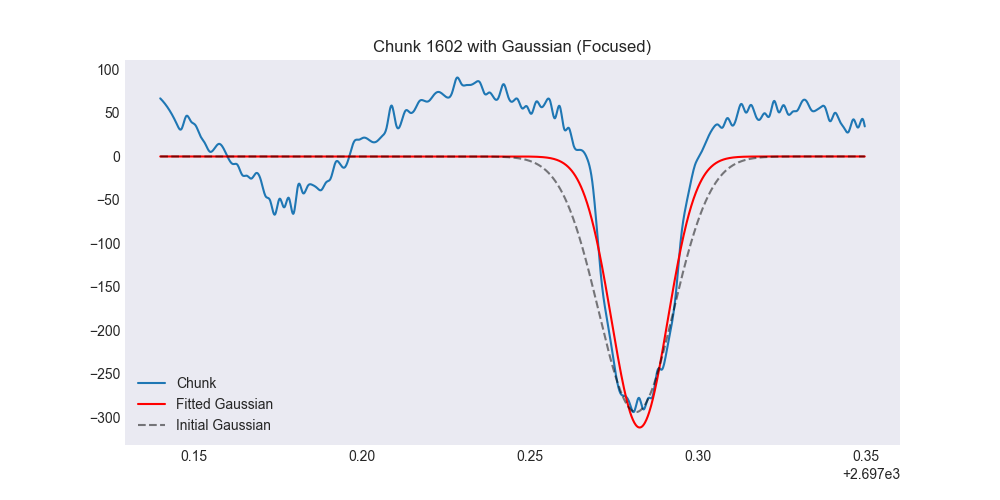 Chunk 1602 with Gaussian (Focused)
100
50
0
−50
−100
−150
−200
−250
−300
Chunk
Fitted Gaussian
Initial Gaussian
0.15 0.20 0.25 0.30 0.35
+2.697e3